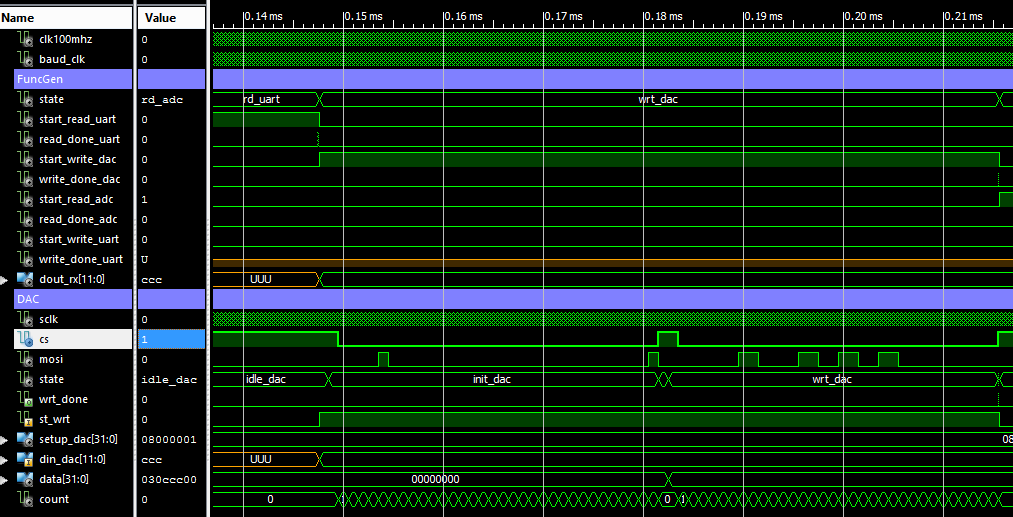 Name Value 0.14 ms 0.15 ms 0.16 ms 0.17 ms 0.18 ms 0.19 ms 0.20 ms 0.21 ms
clk100mhz 0
baud_clk 0
FuncGen
state rd_adc rd_uart wrt_dac
start_read_uart 0
read_done_uart 0
start_write_dac 0
write_done_dac 0
start_read_adc 1
read_done_adc 0
start_write_uart 0
write_done_uart U
dout_rx[11:0] ccc UUU
DAC
sclk 0
cs 1
mosi 0
state idle_dac idle_dac init_dac wrt_dac
wrt_done 0
st_wrt 0
setup_dac[31:0] 08000001 08
din_dac[11:0] ccc UUU
data[31:0] 030ccc00 00000000
count 0 0 1 0 1